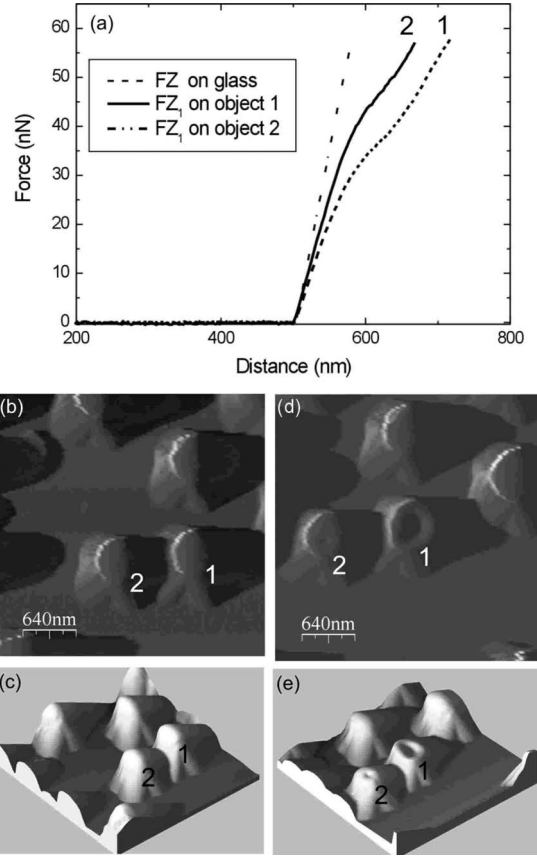 (a)
2 1
FZ on glass
FZ1 on object 1
FZ1 on object 2
Force (nN)
60
50
40
30
20
10
0
200 400 600 800
Distance (nm)
(b)
2 1
640nm
(d)
2 1
640nm
(c)
1
2
(e)
1
2